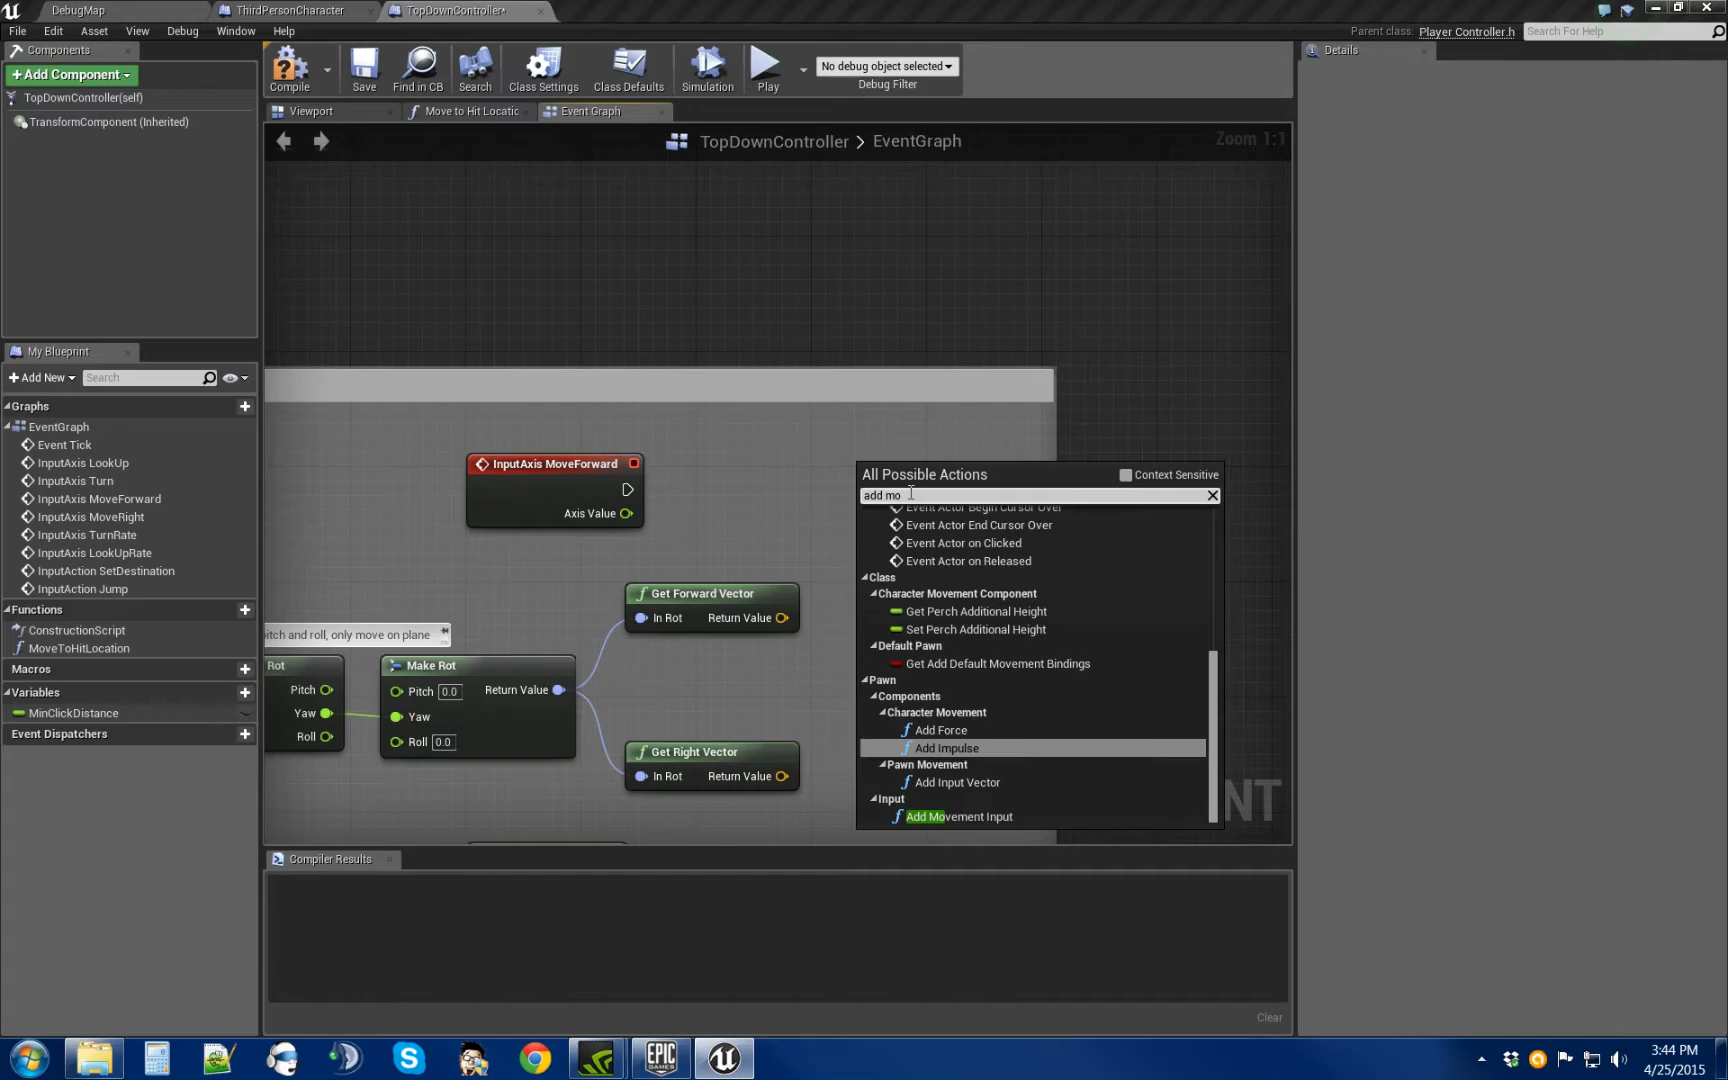 DebugMap
ThirdPersonCharacter
TopDownController*
File Edit Asset View Debug Window Help
Parent class: Player Controller.h
Search For Help
Components
+Add Component
TopDownController(self)
TransformComponent (Inherited)
Compile
Save
Find in CB
Search
Class Settings
Class Defaults
Simulation
Play
No debug object selected
Debug Filter
Details
Viewport
Move to Hit Locatic
Event Graph
TopDownController > EventGraph
Zoom 1:1
My Blueprint
+Add New
Search
Graphs
EventGraph
Event Tick
InputAxis LookUp
InputAxis Turn
InputAxis MoveForward
InputAxis MoveRight
InputAxis TurnRate
InputAxis LookUpRate
InputAction SetDestination
InputAction Jump
Functions
ConstructionScript
MoveToHitLocation
Macros
Variables
MinClickDistance
Event Dispatchers
InputAxis MoveForward
Axis Value
itch and roll, only move on plane
Rot
Pitch
Yaw
Roll
Make Rot
Pitch 0.0
Return Value
Yaw
Roll 0.0
Get Forward Vector
In Rot
Return Value
Get Right Vector
In Rot
Return Value
All Possible Actions
Context Sensitive
add mo
Event Actor Begin Cursor Over
Event Actor End Cursor Over
Event Actor on Clicked
Event Actor on Released
Class
Character Movement Component
Get Perch Additional Height
Set Perch Additional Height
Default Pawn
Get Add Default Movement Bindings
Pawn
Components
Character Movement
Add Force
Add Impulse
Pawn Movement
Add Input Vector
Input
Add Movement Input
NT
Compiler Results
Clear
EPIC
GAMES
3:44 PM
4/25/2015